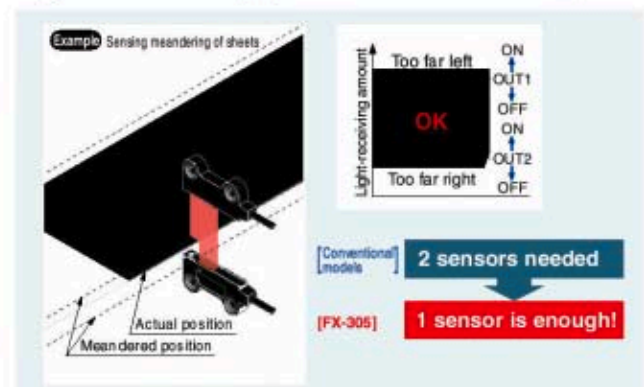 Example Sensing meandering of sheets
Actual position
Meandered position
Light-receiving amount
Too far left
OK
Too far right
ON
OUT1
OFF
ON
OUT2
OFF
[Conventional
models]
2 sensors needed
[FX-305]
1 sensor is enough!